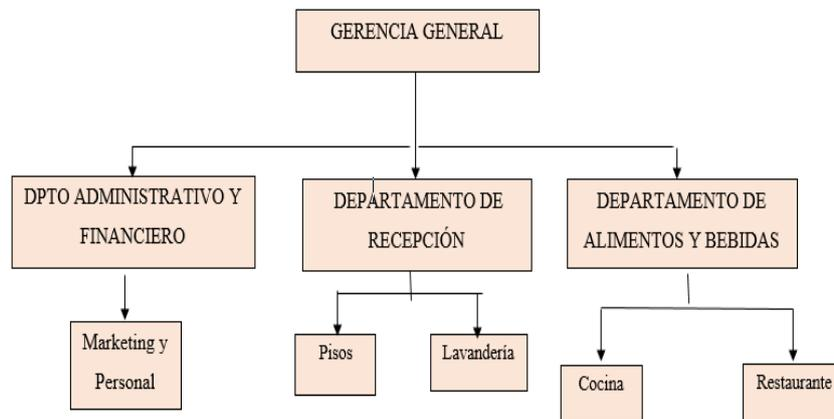 GERENCIA GENERAL
DPTO ADMINISTRATIVO Y
FINANCIERO
DEPARTAMENTO DE
RECEPCIÓN
DEPARTAMENTO DE
ALIMENTOS Y BEBIDAS
Marketing y
Personal
Pisos
Lavandería
Cocina
Restaurante